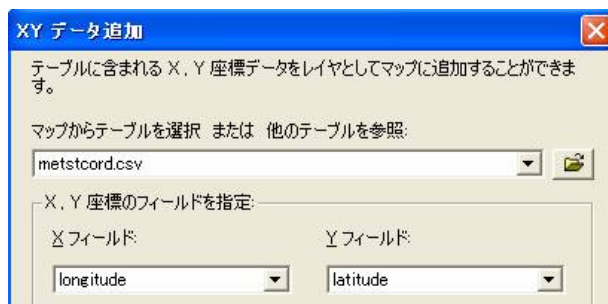 XY データ追加
テーブルに含まれる X , Y 座標データをレイヤとしてマップに追加することができま
す。
マップからテーブルを選択 または 他のテーブルを参照:
metstcord.csv
X , Y 座標のフィールドを指定:
X フィールド:
Y フィールド:
longitude
latitude